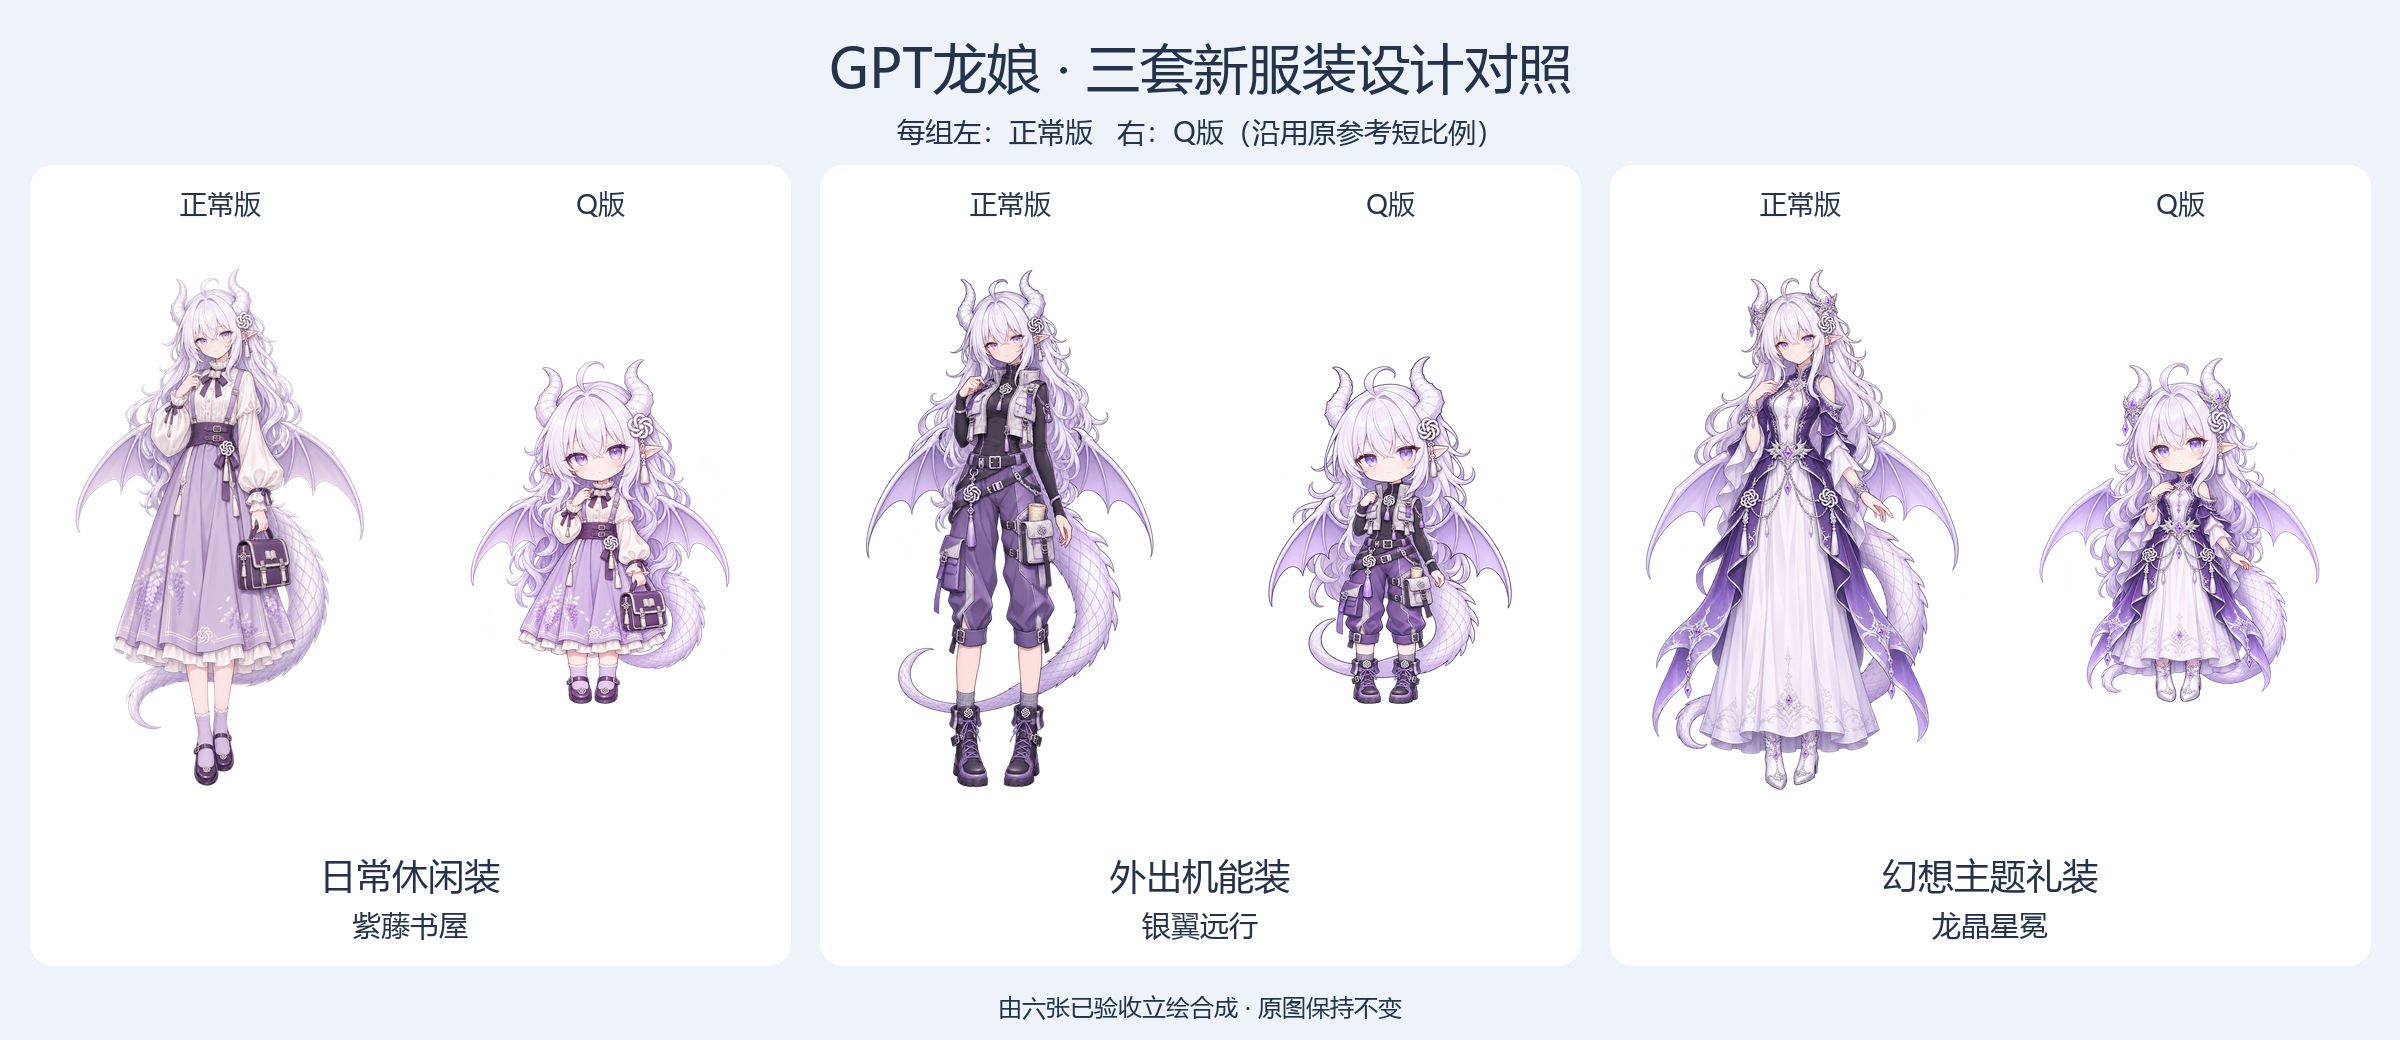 GPT龙娘 · 三套新服装设计对照
每组左：正常版 右：Q版（沿用原参考短比例）
正常版
Q版
日常休闲装
紫藤书屋
正常版
Q版
外出机能装
银翼远行
正常版
Q版
幻想主题礼装
龙晶星冕
由六张已验收立绘合成 · 原图保持不变